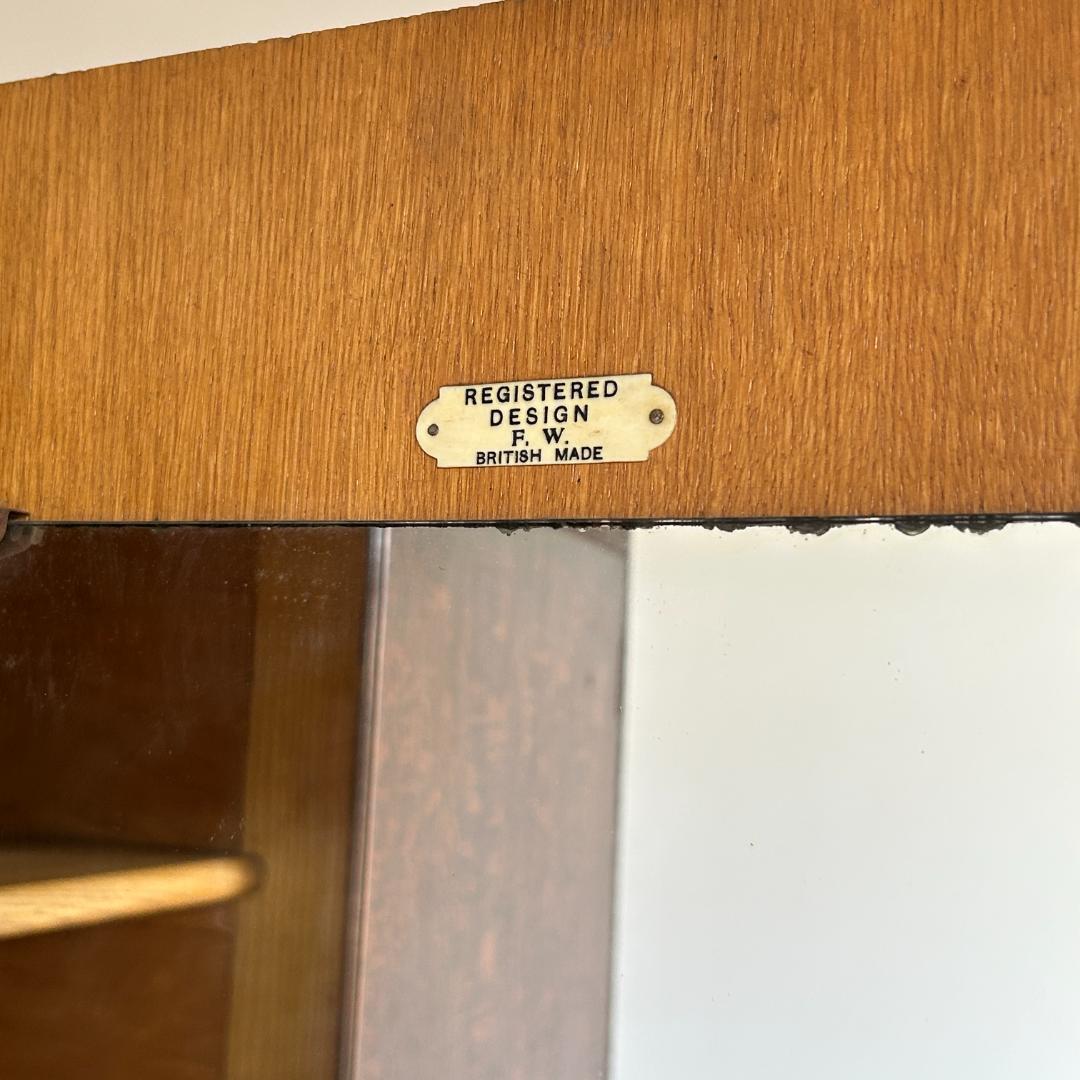 REGISTERED
DESIGN
F. W.
BRITISH MADE